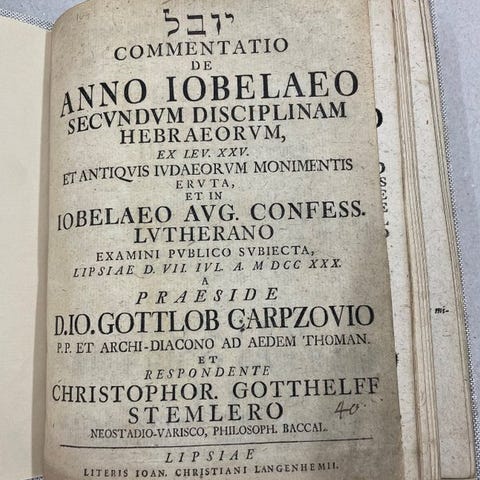 יובל
COMMENTATIO
DE
ANNO IOBELAEO
SECVNDVM DISCIPLINAM
HEBRAEORVM,
EX LEV. XXV.
ET ANTIQVIS IVDAEORVM MONIMENTIS
ERVTA,
ET IN
IOBELAEO AVG. CONFESS.
LVTHERANO
EXAMINI PVBLICO SVBIECTA,
LIPSIAE D. VII. IVL. A. M DCC XXX.
A
PRAESIDE
D. IO. GOTTLOB CARPZOVIO
P.P. ET ARCHI-DIACONO AD AEDEM THOMAN.
ET
RESPONDENTE
CHRISTOPHOR. GOTTHELFF
STEMLERO
40.
NEOSTADIO-VARISCO, PHILOSOPH. BACCAL.
LIPSIAE
LITERIS IOAN. CHRISTIANI LANGENHEMII.